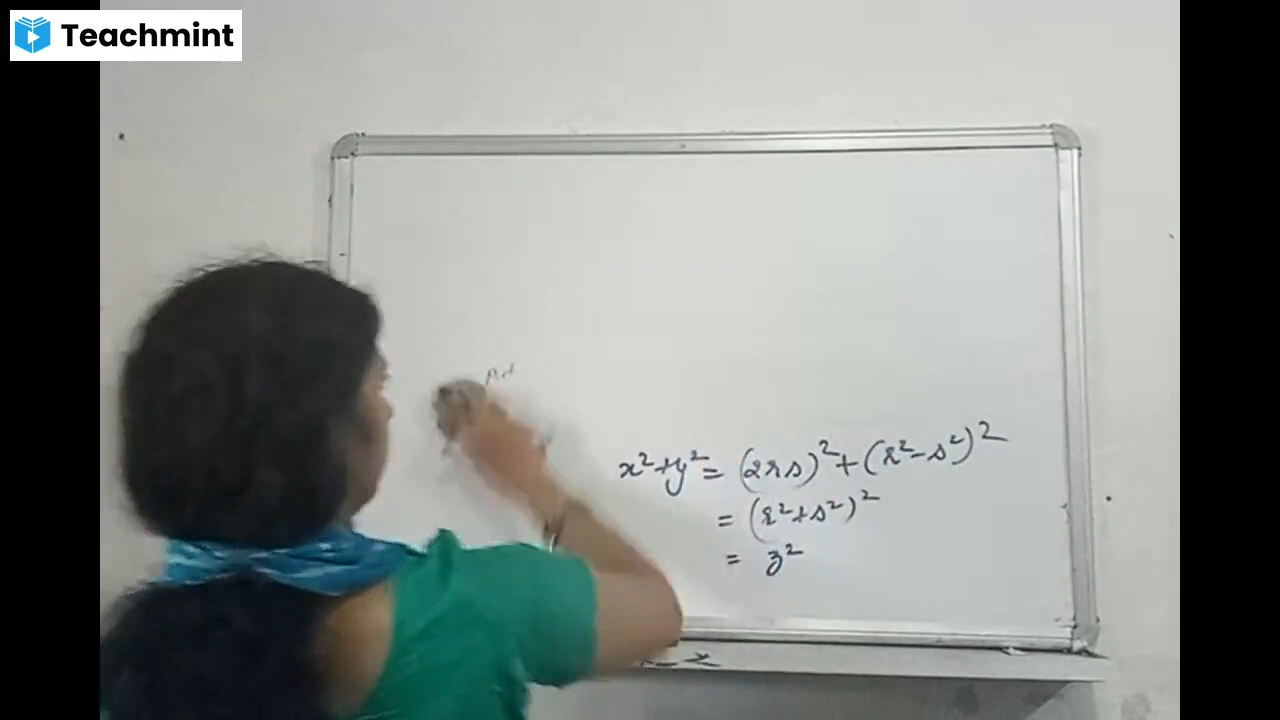 Teachmint
x²+y² = (2rs)²+(r²-s²)²
= (r²+s²)²
= z²